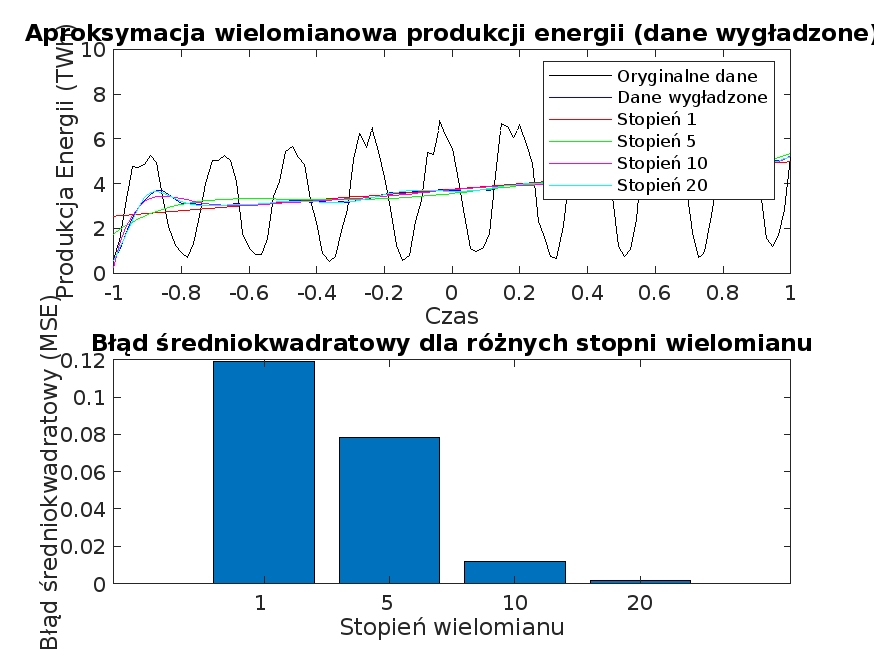 Aproksymacja wielomianowa produkcji energii (dane wygładzone)
Produkcja Energii (TWh)
10
8
6
4
2
0
Oryginalne dane
Dane wygładzone
Stopień 1
Stopień 5
Stopień 10
Stopień 20
-1 -0.8 -0.6 -0.4 -0.2 0 0.2 0.4 0.6 0.8 1
Czas
Błąd średniokwadratowy dla różnych stopni wielomianu
Błąd średniokwadratowy (MSE)
0.12
0.1
0.08
0.06
0.04
0.02
0
1 5 10 20
Stopień wielomianu